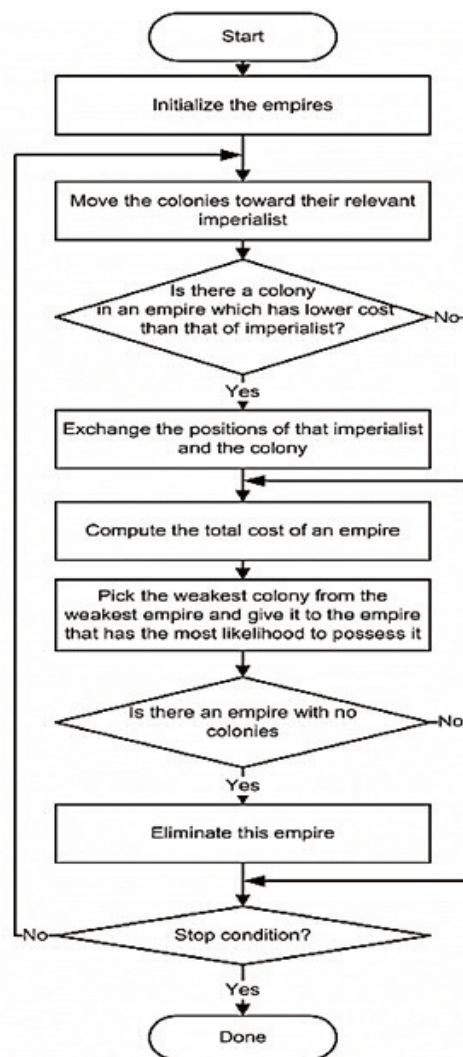 Start
Initialize the empires
Move the colonies toward their relevant
imperialist
Is there a colony
in an empire which has lower cost
than that of imperialist?
No
Yes
Exchange the positions of that imperialist
and the colony
Compute the total cost of an empire
Pick the weakest colony from the
weakest empire and give it to the empire
that has the most likelihood to possess it
Is there an empire with no
colonies
No
Yes
Eliminate this empire
No
Stop condition?
Yes
Done